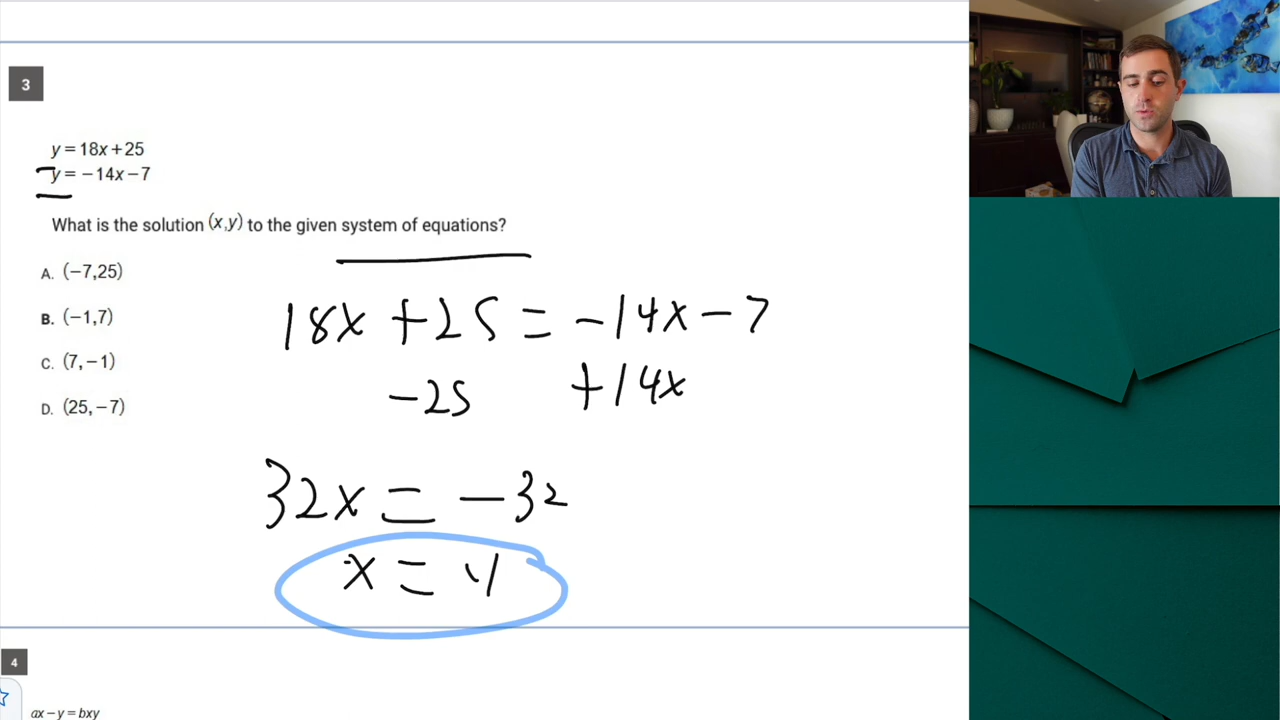 3
y = 18x + 25
y = −14x − 7
What is the solution (x,y) to the given system of equations?
A. (−7,25)
B. (−1,7)
C. (7,−1)
D. (25,−7)
18x + 25 = −14x − 7
−25 +14x
32x = −32
4
ax − y = bxy